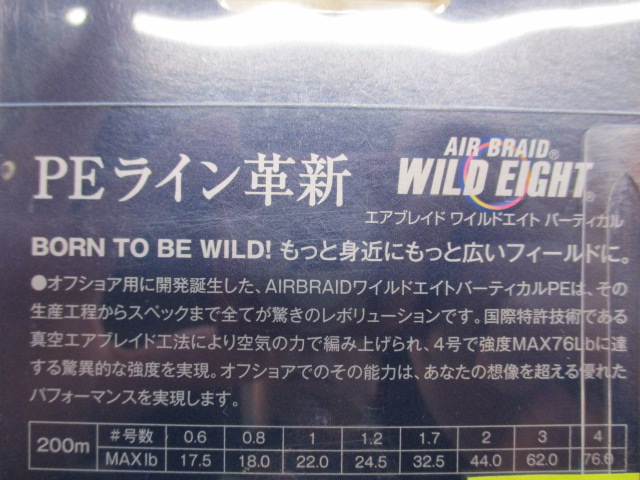 PEライン革新
AIR BRAID®
WILD EIGHT®
エアブレイド ワイルドエイト バーティカル
BORN TO BE WILD! もっと身近にもっと広いフィールドに。
●オフショア用に開発誕生した、AIRBRAIDワイルドエイトバーティカルPEは、その
生産工程からスペックまで全てが驚きのレボリューションです。国際特許技術である
真空エアブレイド工法により空気の力で編み上げられ、4号で強度MAX76Lbに達
する驚異的な強度を実現。オフショアでのその能力は、あなたの想像を超える優れた
パフォーマンスを実現します。
200m
#号数 0.6 0.8 1 1.2 1.7 2 3 4
MAXlb 17.5 18.0 22.0 24.5 32.5 44.0 62.0 76.0